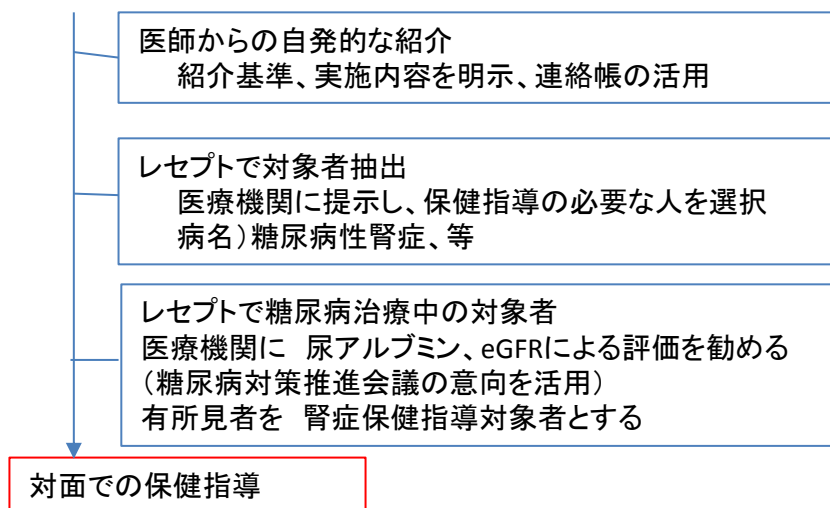 医師からの自発的な紹介
紹介基準、実施内容を明示、連絡帳の活用
レセプトで対象者抽出
医療機関に提示し、保健指導の必要な人を選択
病名）糖尿病性腎症、等
レセプトで糖尿病治療中の対象者
医療機関に 尿アルブミン、eGFRによる評価を勧める
（糖尿病対策推進会議の意向を活用）
有所見者を 腎症保健指導対象者とする
対面での保健指導